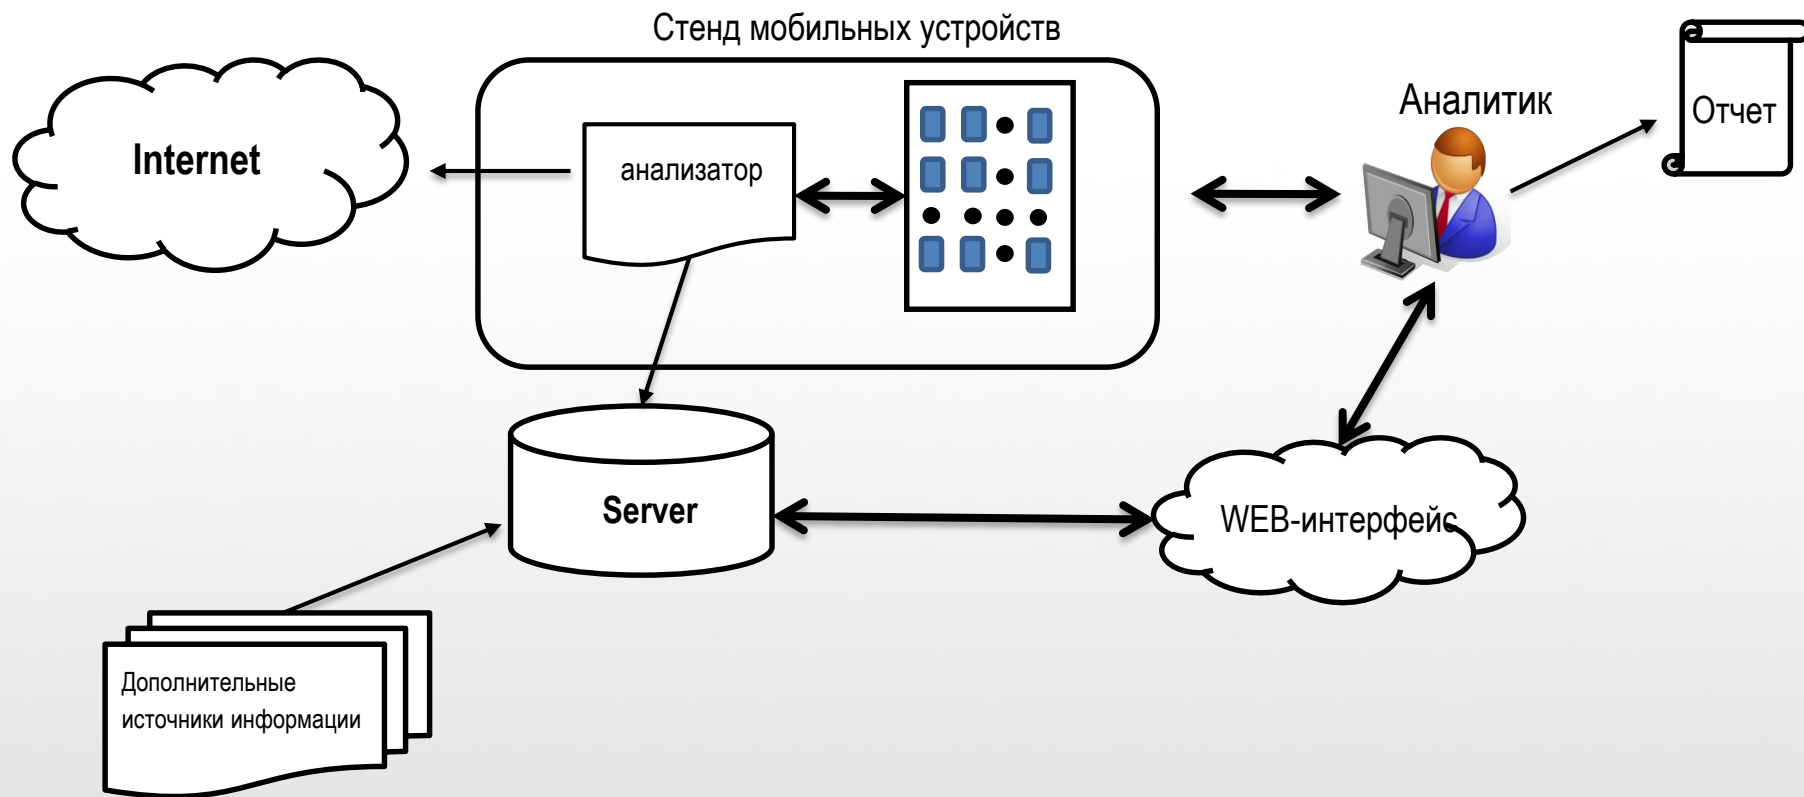 Стенд мобильных устройств
Internet
анализатор
Аналитик
Отчет
Server
WEB-интерфейс
Дополнительные
источники информации